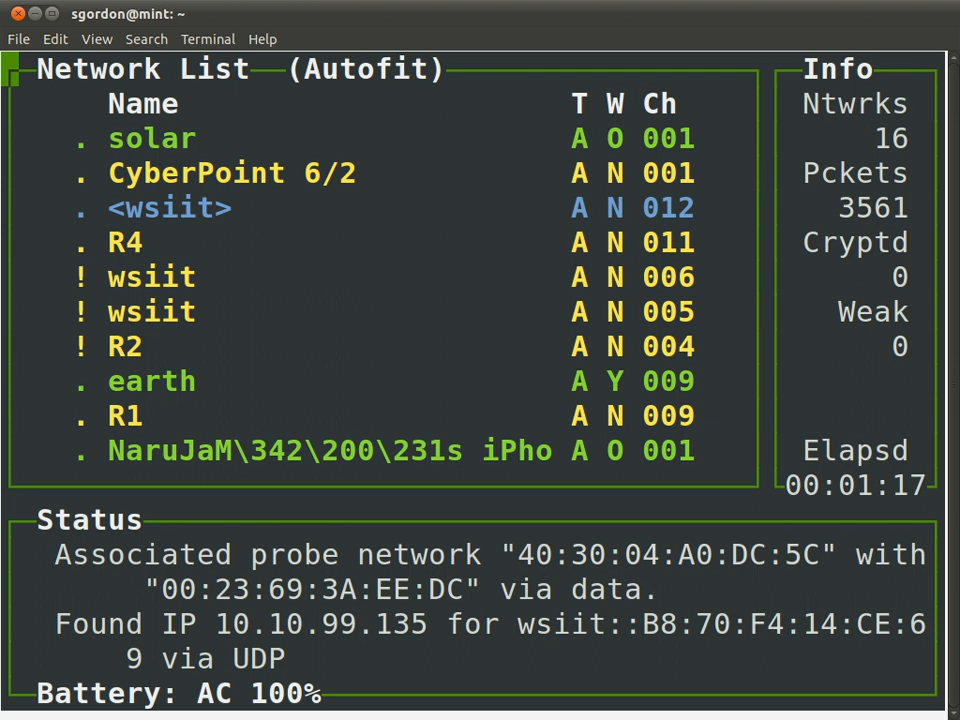 sgordon@mint: ~
File Edit View Search Terminal Help
Network List (Autofit) Info
Name T W Ch Ntwrks
. solar A O 001 16
. CyberPoint 6/2 A N 001 Pckets
. <wsiit> A N 012 3561
. R4 A N 011 Cryptd
! wsiit A N 006 0
! wsiit A N 005 Weak
! R2 A N 004 0
. earth A Y 009
. R1 A N 009
. NaruJaM\342\200\231s iPho A O 001 Elapsd
00:01:17
Status
Associated probe network "40:30:04:A0:DC:5C" with
"00:23:69:3A:EE:DC" via data.
Found IP 10.10.99.135 for wsiit::B8:70:F4:14:CE:6
9 via UDP
Battery: AC 100%